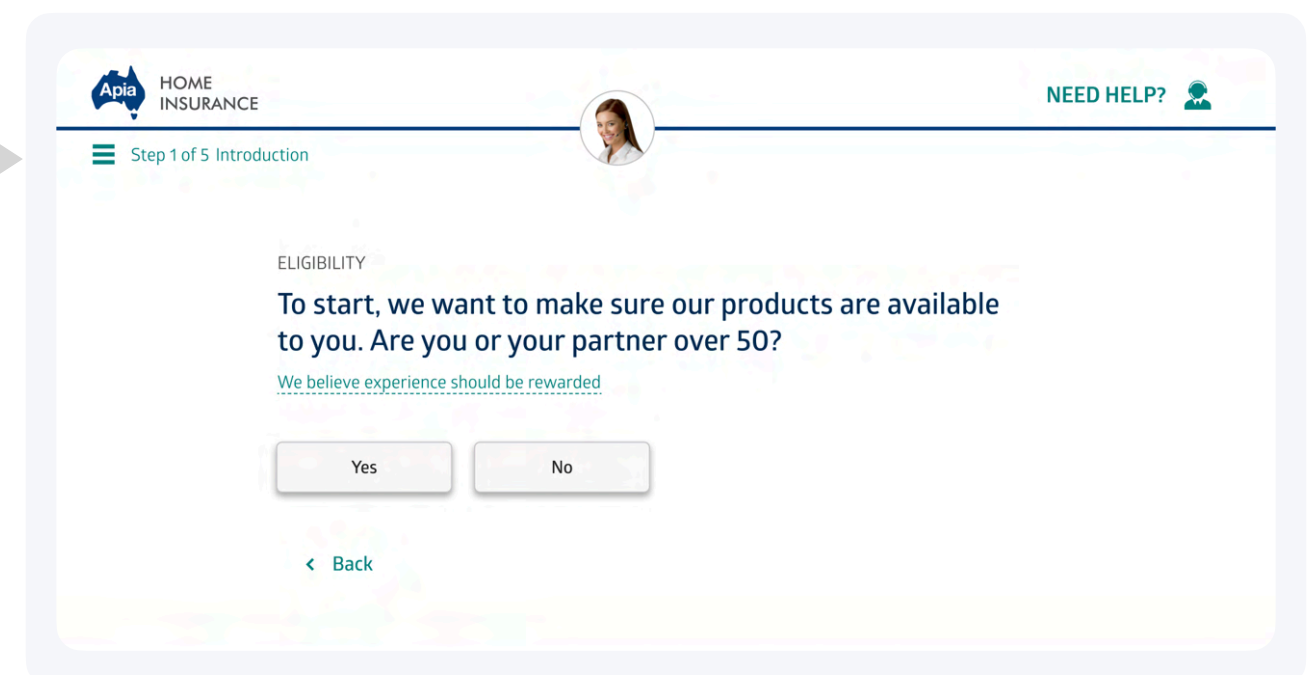 Apia
HOME
INSURANCE
NEED HELP?
Step 1 of 5 Introduction
ELIGIBILITY
To start, we want to make sure our products are available
to you. Are you or your partner over 50?
We believe experience should be rewarded
Yes No
< Back